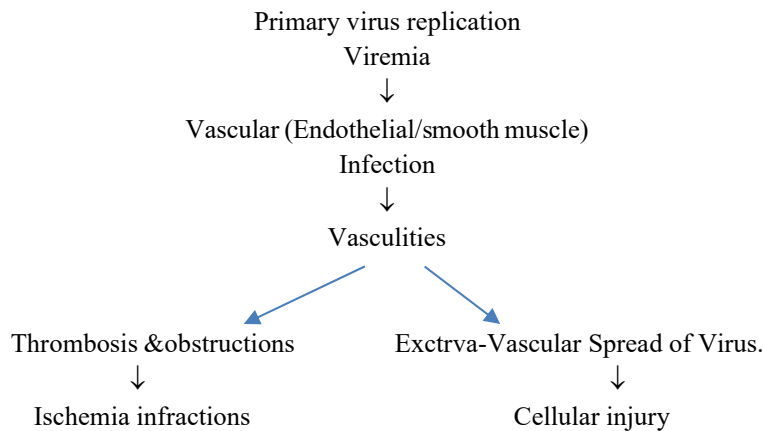 Primary virus replication
Viremia
↓
Vascular (Endothelial/smooth muscle)
Infection
↓
Vasculities
Thrombosis &obstructions
↓
Ischemia infractions
Exctrva-Vascular Spread of Virus.
↓
Cellular injury